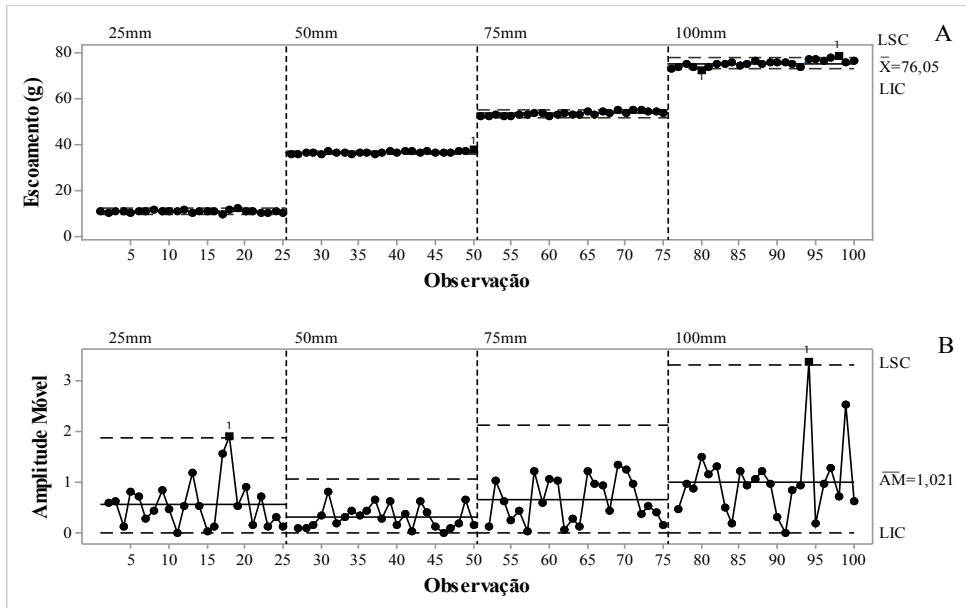 25mm 50mm 75mm 100mm A
LSC
80
X=76,05
LIC
60
40
20
0
1
1
1
Escoamento (g)
5 10 15 20 25 30 35 40 45 50 55 60 65 70 75 80 85 90 95 100
Observação
25mm 50mm 75mm 100mm B
1
LSC
3
2
1
1
AM=1,021
0
LIC
Amplitude Móvel
5 10 15 20 25 30 35 40 45 50 55 60 65 70 75 80 85 90 95 100
Observação